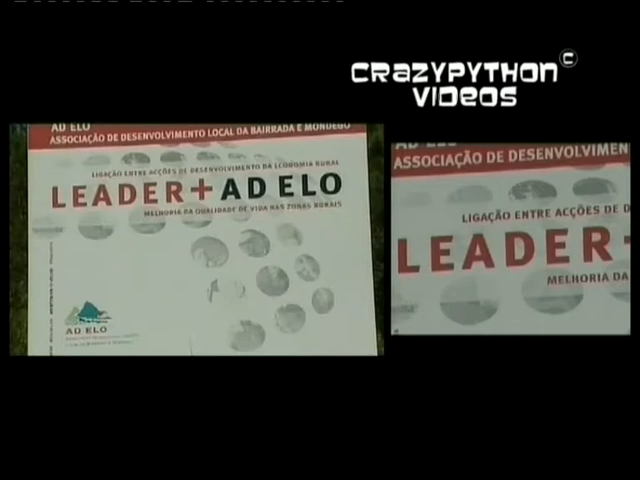 CRAZYPYTHON ©
VIDEOS
AD ELO
ASSOCIAÇÃO DE DESENVOLVIMENTO LOCAL DA BAIRRADA E MONDEGO
LIGAÇÃO ENTRE ACÇÕES DE DESENVOLVIMENTO DA ECONOMIA RURAL
LEADER+AD ELO
MELHORIA DA QUALIDADE DE VIDA NAS ZONAS RURAIS
AD ELO
AD ELO
ASSOCIAÇÃO DE DESENVOLVIMEN
LIGAÇÃO ENTRE ACÇÕES DE D
LEADER+
MELHORIA DA